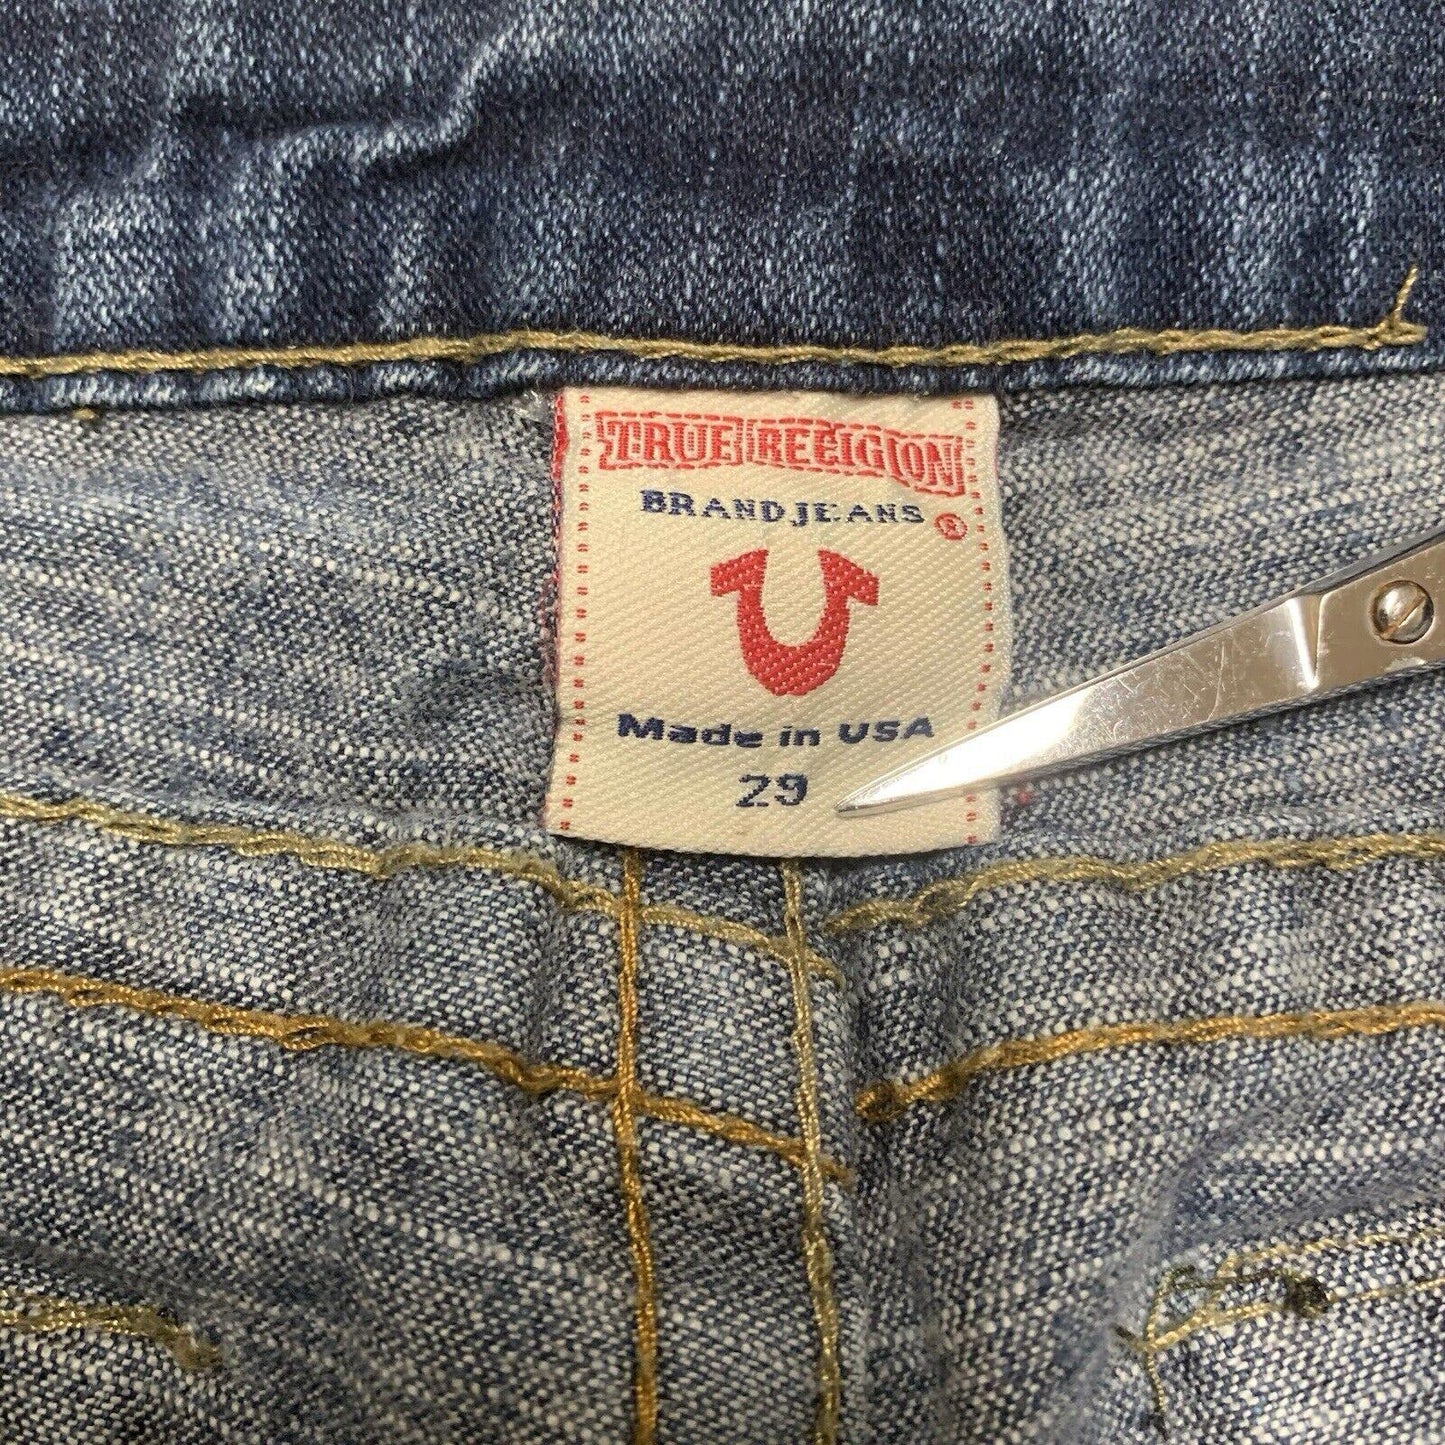 TRUE RELIGION
BRAND JEANS ®
Made in USA
29